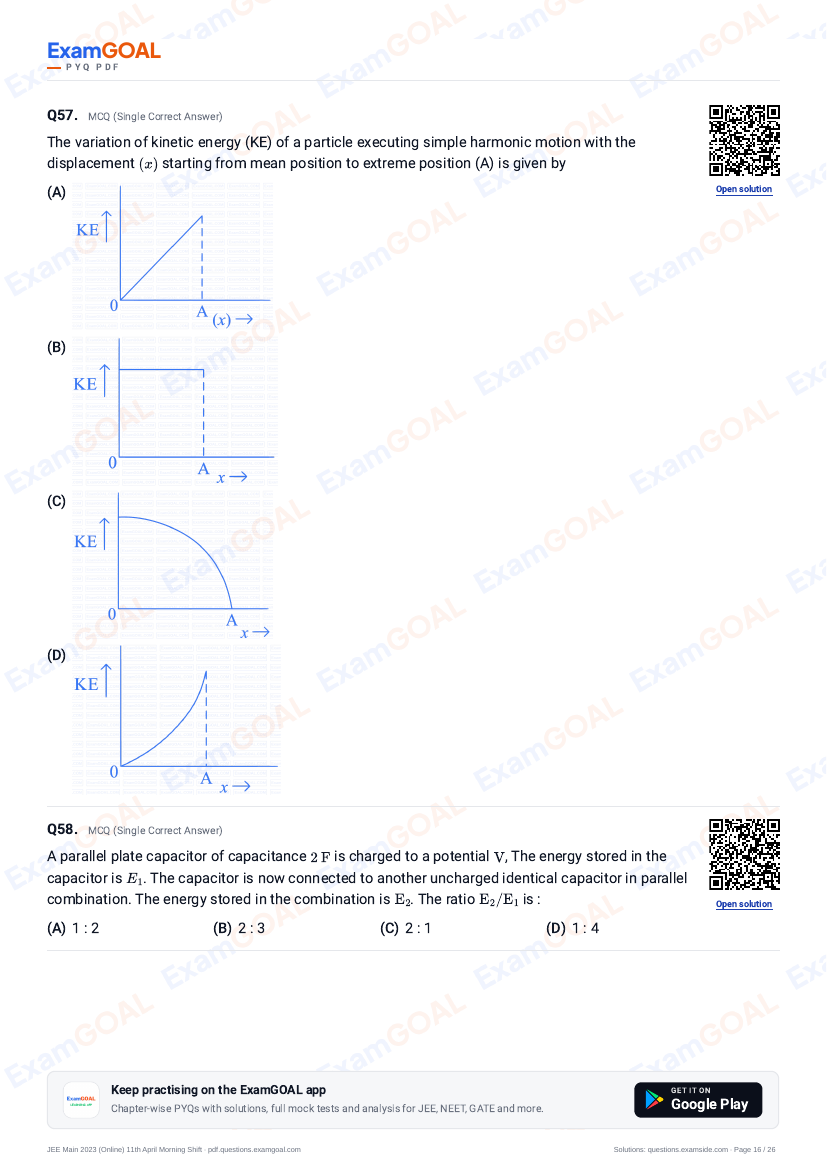 ExamGOAL
PYQ PDF
Q57. MCQ (Single Correct Answer)
The variation of kinetic energy (KE) of a particle executing simple harmonic motion with the
displacement (x) starting from mean position to extreme position (A) is given by
Open solution
(A)
KE
0
A
(x) →
(B)
KE
0
A
x →
(C)
KE
0
A
x →
(D)
KE
0
A
x →
Q58. MCQ (Single Correct Answer)
A parallel plate capacitor of capacitance 2 F is charged to a potential V, The energy stored in the
capacitor is E₁. The capacitor is now connected to another uncharged identical capacitor in parallel
combination. The energy stored in the combination is E₂. The ratio E₂/E₁ is :
Open solution
(A) 1 : 2 (B) 2 : 3 (C) 2 : 1 (D) 1 : 4
ExamGOAL
Keep practising on the ExamGOAL app
Chapter-wise PYQs with solutions, full mock tests and analysis for JEE, NEET, GATE and more.
GET IT ON
Google Play
JEE Main 2023 (Online) 11th April Morning Shift · pdf.questions.examgoal.com
Solutions: questions.examside.com · Page 16 / 26